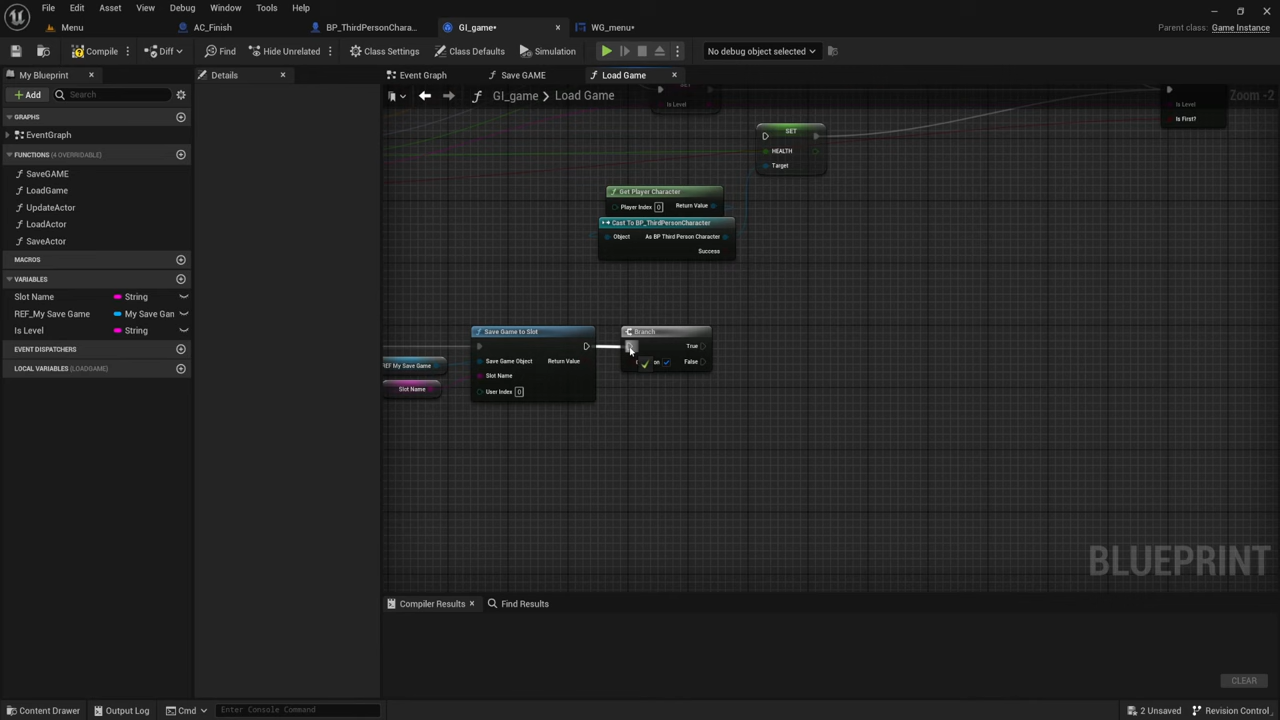 File Edit Asset View Debug Window Tools Help
Menu AC_Finish BP_ThirdPersonChara... GI_game• WG_menu•
Parent class: Game Instance
Compile Diff Find Hide Unrelated Class Settings Class Defaults Simulation No debug object selected
My Blueprint Details Event Graph Save GAME Load Game
Add Search GI_game > Load Game Zoom -2
GRAPHS
EventGraph
FUNCTIONS (4 OVERRIDABLE)
SaveGAME
LoadGame
UpdateActor
LoadActor
SaveActor
MACROS
VARIABLES
Slot Name String
REF_My Save Game My Save Gan
Is Level String
EVENT DISPATCHERS
LOCAL VARIABLES (LOADGAME)
Is Level
Is Level
Is First?
SET
HEALTH
Target
Get Player Character
Player Index 0 Return Value
Cast To BP_ThirdPersonCharacter
Object As BP Third Person Character
Success
Save Game to Slot
Save Game Object Return Value
Slot Name
User Index 0
REF My Save Game
Slot Name
Branch
True
False
BLUEPRINT
Compiler Results Find Results
CLEAR
Content Drawer Output Log Cmd Enter Console Command 2 Unsaved Revision Control